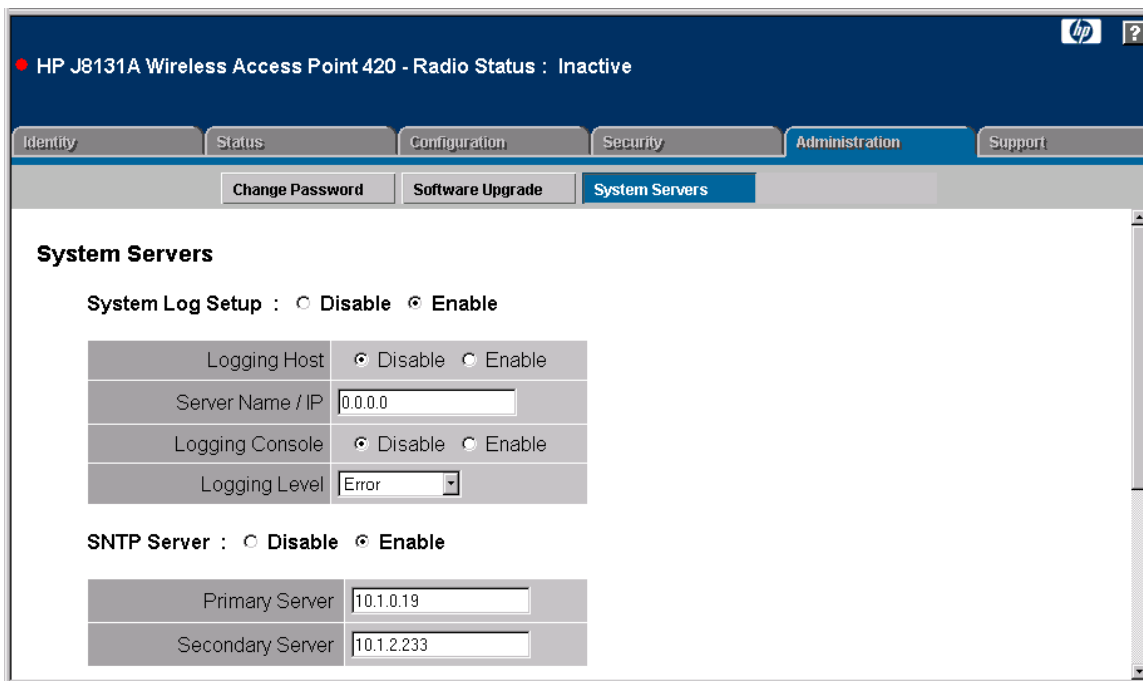 hp ?
HP J8131A Wireless Access Point 420 - Radio Status : Inactive
Identity Status Configuration Security Administration Support
Change Password Software Upgrade System Servers
System Servers
System Log Setup : Disable Enable
Logging Host Disable Enable
Server Name / IP 0.0.0.0
Logging Console Disable Enable
Logging Level Error
SNTP Server : Disable Enable
Primary Server 10.1.0.19
Secondary Server 10.1.2.233